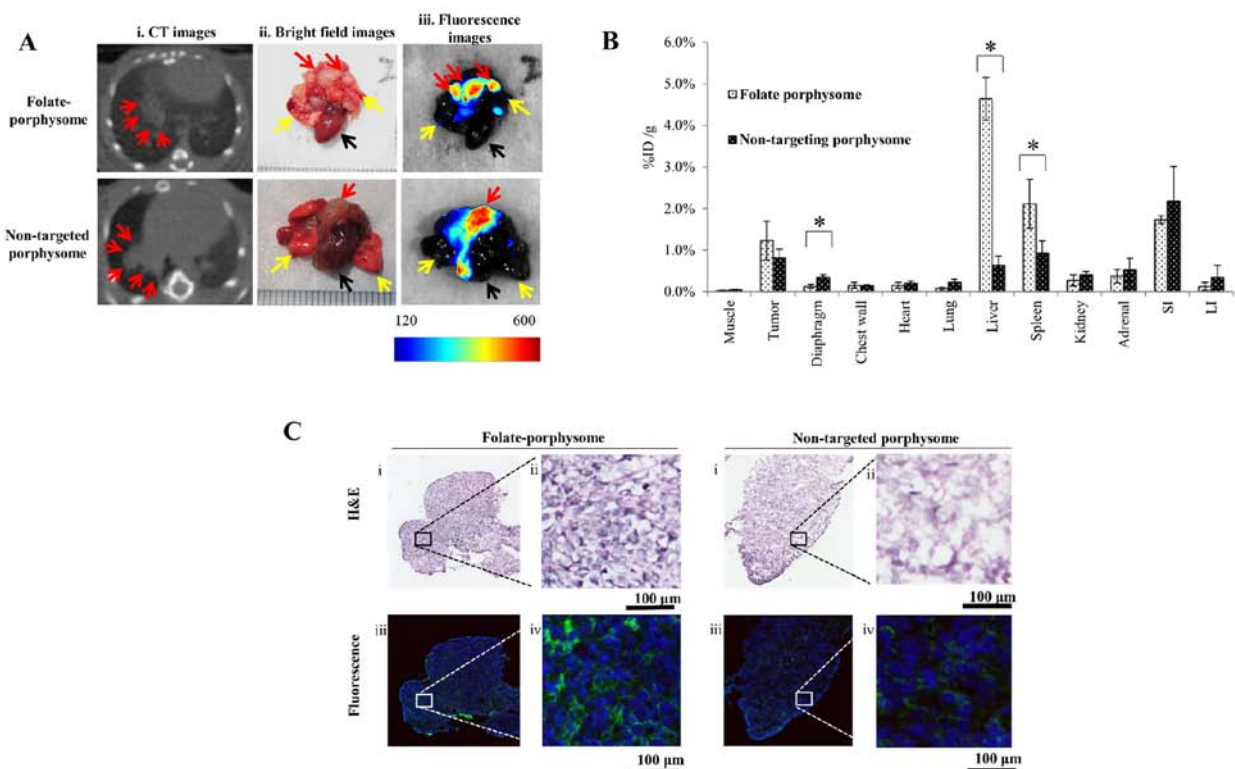 A
i. CT images
ii. Bright field images
iii. Fluorescence
images
Folate-
porphysome
Non-targeted
porphysome
120
600
B
%ID /g
6.0%
5.0%
4.0%
3.0%
2.0%
1.0%
0.0%
Folate porphysome
Non-targeting porphysome
*
*
*
Muscle
Tumor
Diaphragm
Chest wall
Heart
Lung
Liver
Spleen
Kidney
Adrenal
SI
LI
C
Folate-porphysome
Non-targeted porphysome
H&E
i
ii
i
ii
100 µm
100 µm
Fluorescence
iii
iv
iii
iv
100 µm
100 µm